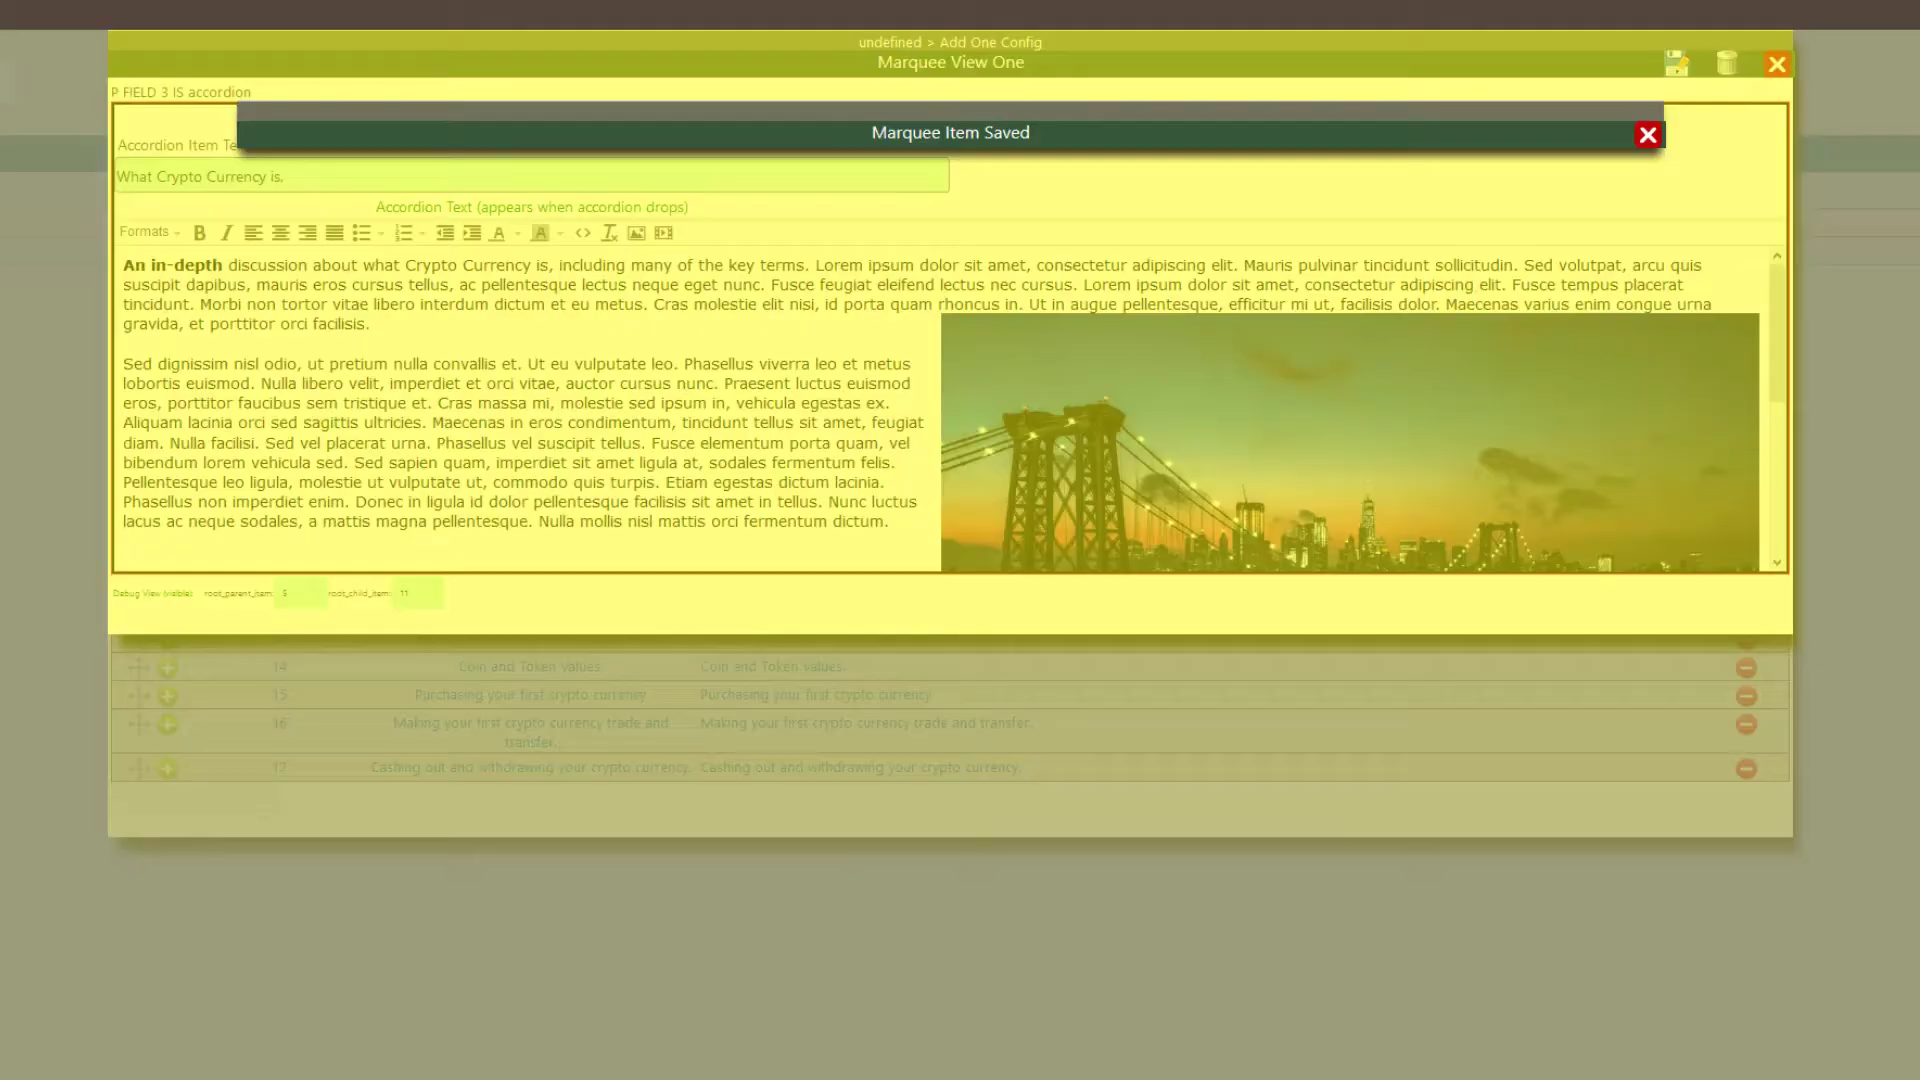 undefined > Add One Config
Marquee View One
P FIELD 3 IS accordion
Marquee Item Saved
Accordion Item Te
What Crypto Currency is.
Accordion Text (appears when accordion drops)
Formats
An in-depth discussion about what Crypto Currency is, including many of the key terms. Lorem ipsum dolor sit amet, consectetur adipiscing elit. Mauris pulvinar tincidunt sollicitudin. Sed volutpat, arcu quis
suscipit dapibus, mauris eros cursus tellus, ac pellentesque lectus neque eget nunc. Fusce feugiat eleifend lectus nec cursus. Lorem ipsum dolor sit amet, consectetur adipiscing elit. Fusce tempus placerat
tincidunt. Morbi non tortor vitae libero interdum dictum et eu metus. Cras molestie elit nisi, id porta quam rhoncus in. Ut in augue pellentesque, efficitur mi ut, facilisis dolor. Maecenas varius enim congue urna
gravida, et porttitor orci facilisis.
Sed dignissim nisl odio, ut pretium nulla convallis et. Ut eu vulputate leo. Phasellus viverra leo et metus
lobortis euismod. Nulla libero velit, imperdiet et orci vitae, auctor cursus nunc. Praesent luctus euismod
eros, porttitor faucibus sem tristique et. Cras massa mi, molestie sed ipsum in, vehicula egestas ex.
Aliquam lacinia orci sed sagittis ultricies. Maecenas in eros condimentum, tincidunt tellus sit amet, feugiat
diam. Nulla facilisi. Sed vel placerat urna. Phasellus vel suscipit tellus. Fusce elementum porta quam, vel
bibendum lorem vehicula sed. Sed sapien quam, imperdiet sit amet ligula at, sodales fermentum felis.
Pellentesque leo ligula, molestie ut vulputate ut, commodo quis turpis. Etiam egestas dictum lacinia.
Phasellus non imperdiet enim. Donec in ligula id dolor pellentesque facilisis sit amet in tellus. Nunc luctus
lacus ac neque sodales, a mattis magna pellentesque. Nulla mollis nisl mattis orci fermentum dictum.
Debug View (visible): root_parent_item: 5 root_child_item: 11
14 Coin and Token values. Coin and Token values.
15 Purchasing your first crypto currency Purchasing your first crypto currency
16 Making your first crypto currency trade and Making your first crypto currency trade and transfer.
transfer.
17 Cashing out and withdrawing your crypto currency. Cashing out and withdrawing your crypto currency.